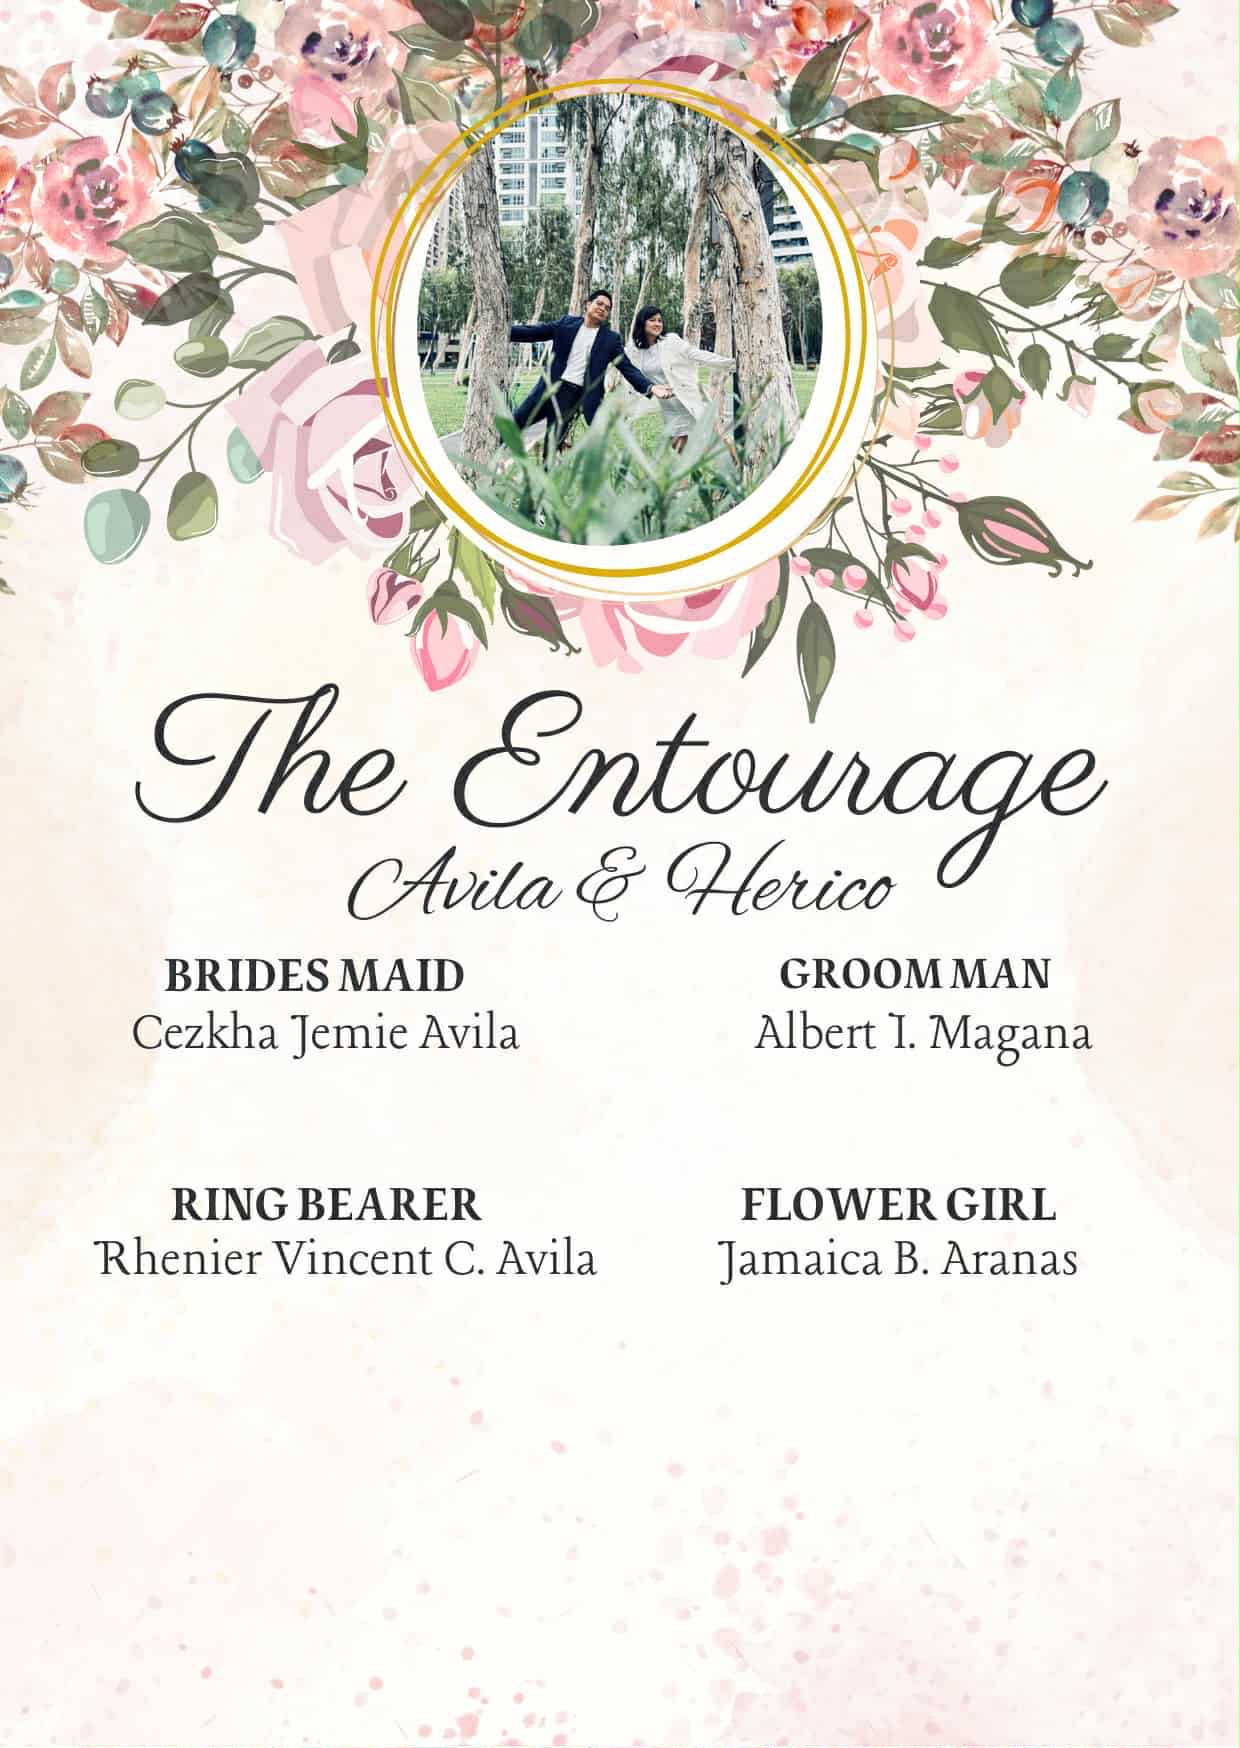 The Entourage
Avila & Herico
BRIDES MAID
Cezkha Jemie Avila
GROOM MAN
Albert I. Magana
RING BEARER
Rhenier Vincent C. Avila
FLOWER GIRL
Jamaica B. Aranas